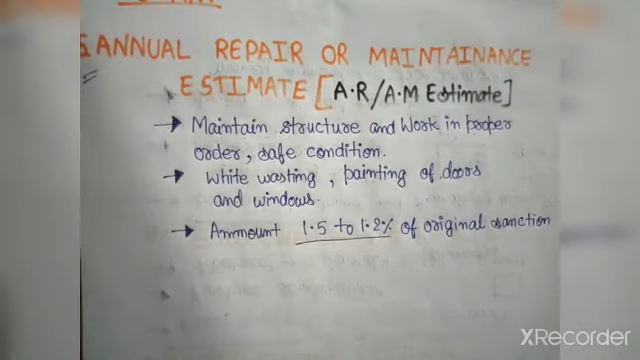 5 ANNUAL REPAIR OR MAINTAINANCE
ESTIMATE [A.R/A.M Estimate]
→ Maintain structure and Work in proper
order, safe condition.
→ White wasting, painting of doors
and windows.
→ Ammount 1.5 to 1.2% of original sanction
XRecorder